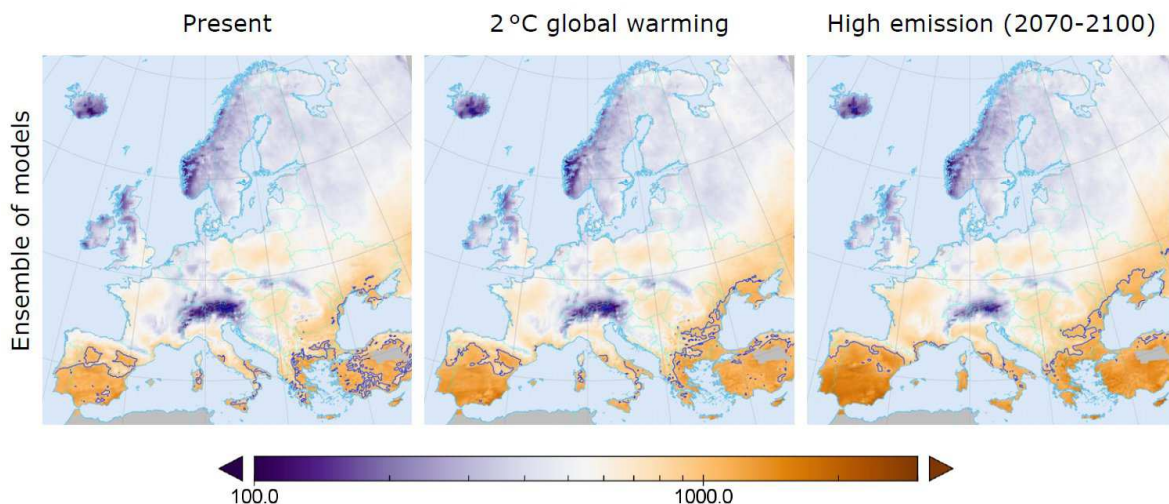 Present
2 °C global warming
High emission (2070-2100)
Ensemble of models
100.0
1000.0